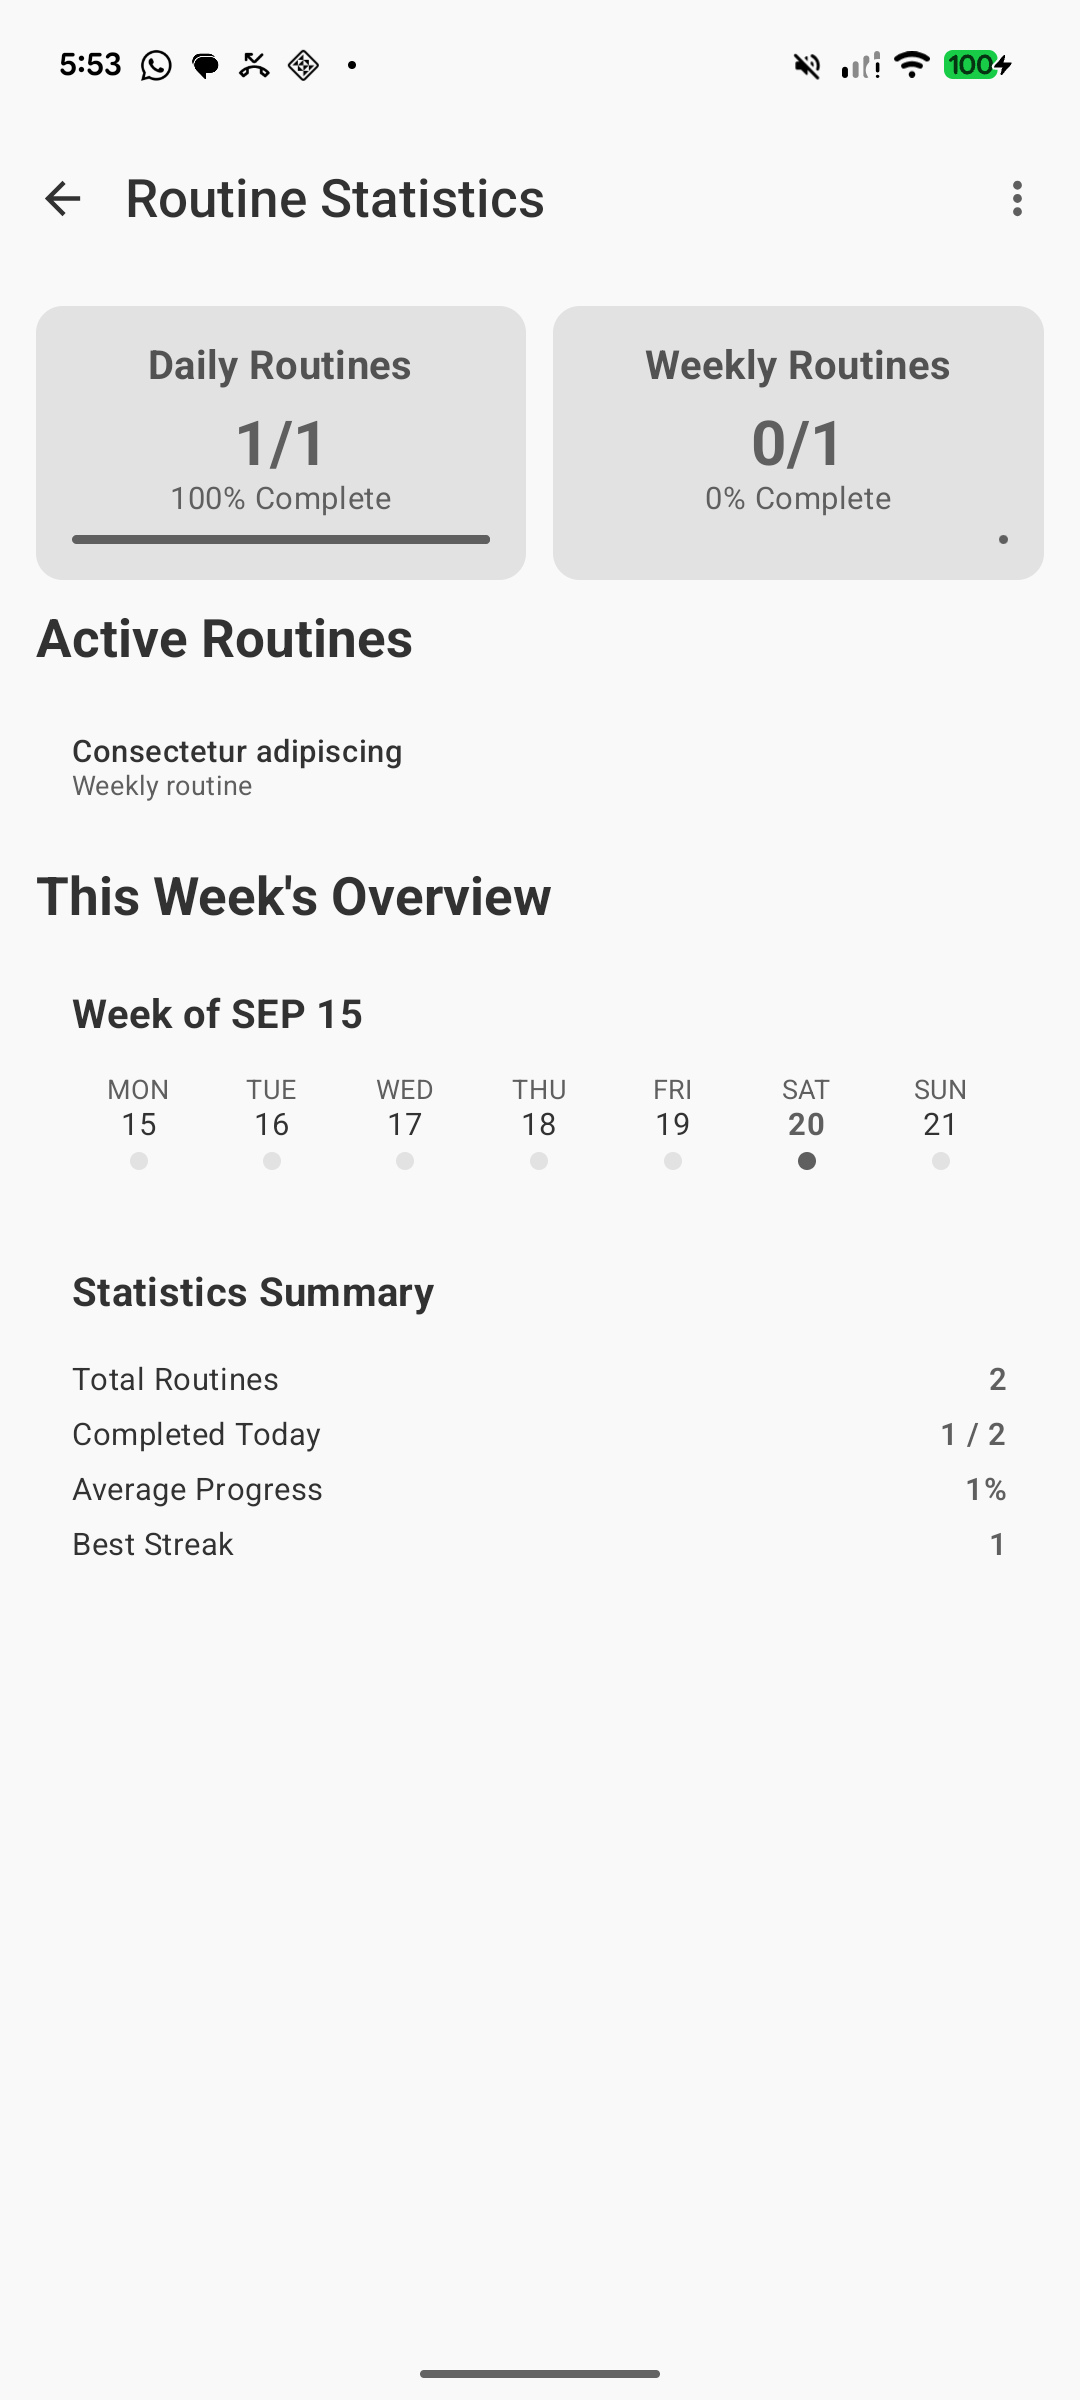 5:53
100
Routine Statistics
Daily Routines
1/1
100% Complete
Weekly Routines
0/1
0% Complete
Active Routines
Consectetur adipiscing
Weekly routine
This Week's Overview
Week of SEP 15
MON TUE WED THU FRI SAT SUN
15 16 17 18 19 20 21
Statistics Summary
Total Routines 2
Completed Today 1 / 2
Average Progress 1%
Best Streak 1